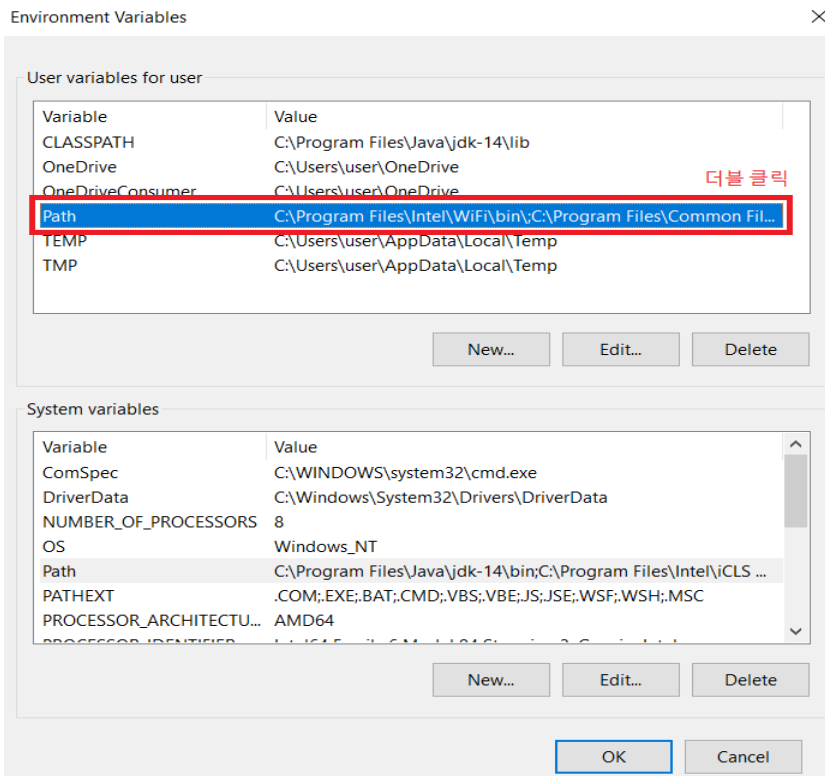 Environment Variables
User variables for user
Variable Value
CLASSPATH C:\Program Files\Java\jdk-14\lib
OneDrive C:\Users\user\OneDrive
더블 클릭
OneDriveConsumer C:\Users\user\OneDrive
Path C:\Program Files\Intel\WiFi\bin\;C:\Program Files\Common Fil...
TEMP C:\Users\user\AppData\Local\Temp
TMP C:\Users\user\AppData\Local\Temp
New... Edit... Delete
System variables
Variable Value
ComSpec C:\WINDOWS\system32\cmd.exe
DriverData C:\Windows\System32\Drivers\DriverData
NUMBER_OF_PROCESSORS 8
OS Windows_NT
Path C:\Program Files\Java\jdk-14\bin;C:\Program Files\Intel\iCLS ...
PATHEXT .COM;.EXE;.BAT;.CMD;.VBS;.VBE;.JS;.JSE;.WSF;.WSH;.MSC
PROCESSOR_ARCHITECTU... AMD64
New... Edit... Delete
OK Cancel